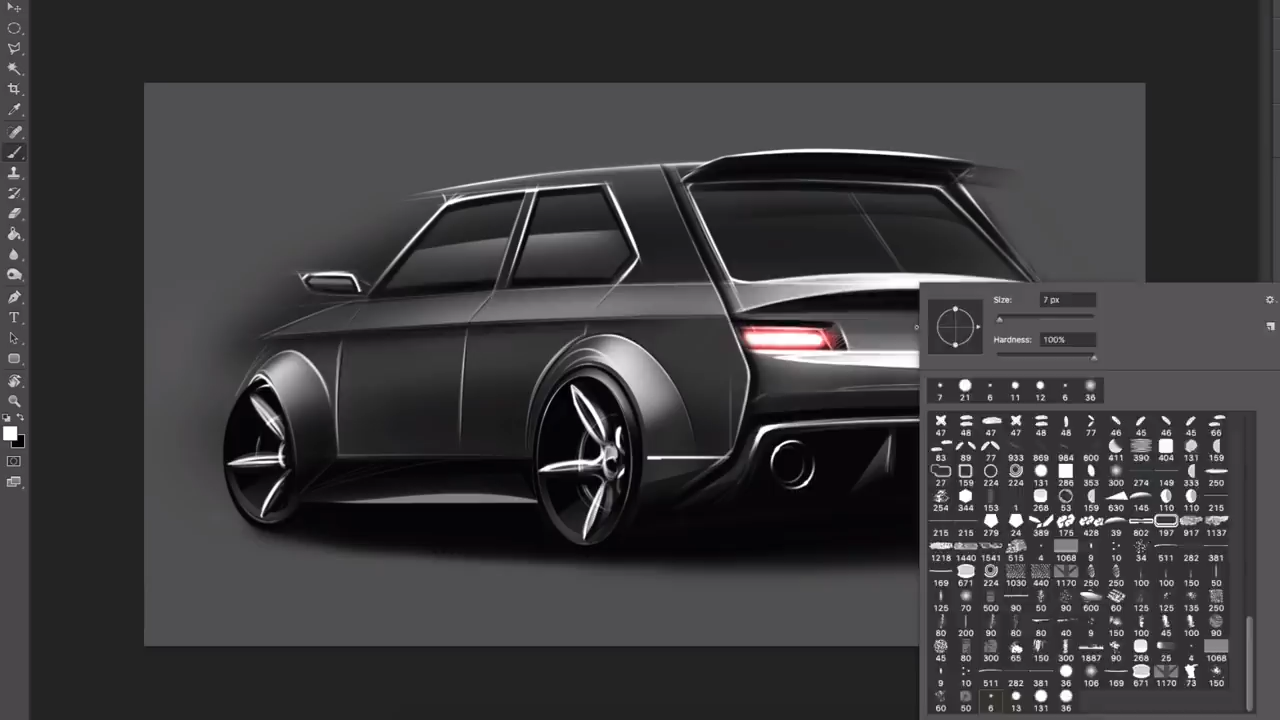 Size:
7 px
Hardness:
100%
7 21 6 11 12 6 36
47 48 47 47 48 48 77 46 45 46 45 66
83 89 77 933 869 984 800 411 390 404 131 159
27 159 224 224 131 286 353 300 274 149 333 250
254 344 153 1 268 53 159 630 145 110 110 215
215 215 279 24 389 175 428 39 602 197 917 1137
1218 1440 1541 515 4 1068 9 10 34 511 282 381
169 671 224 1030 440 1170 250 250 100 100 150 50
125 70 500 90 50 90 600 60 125 125 135 250
80 200 90 80 80 40 9 150 100 45 100 90
45 80 300 65 150 300 1887 90 268 25 4 1068
9 10 511 282 381 36 106 169 671 1170 73 150
60 50 6 13 131 36